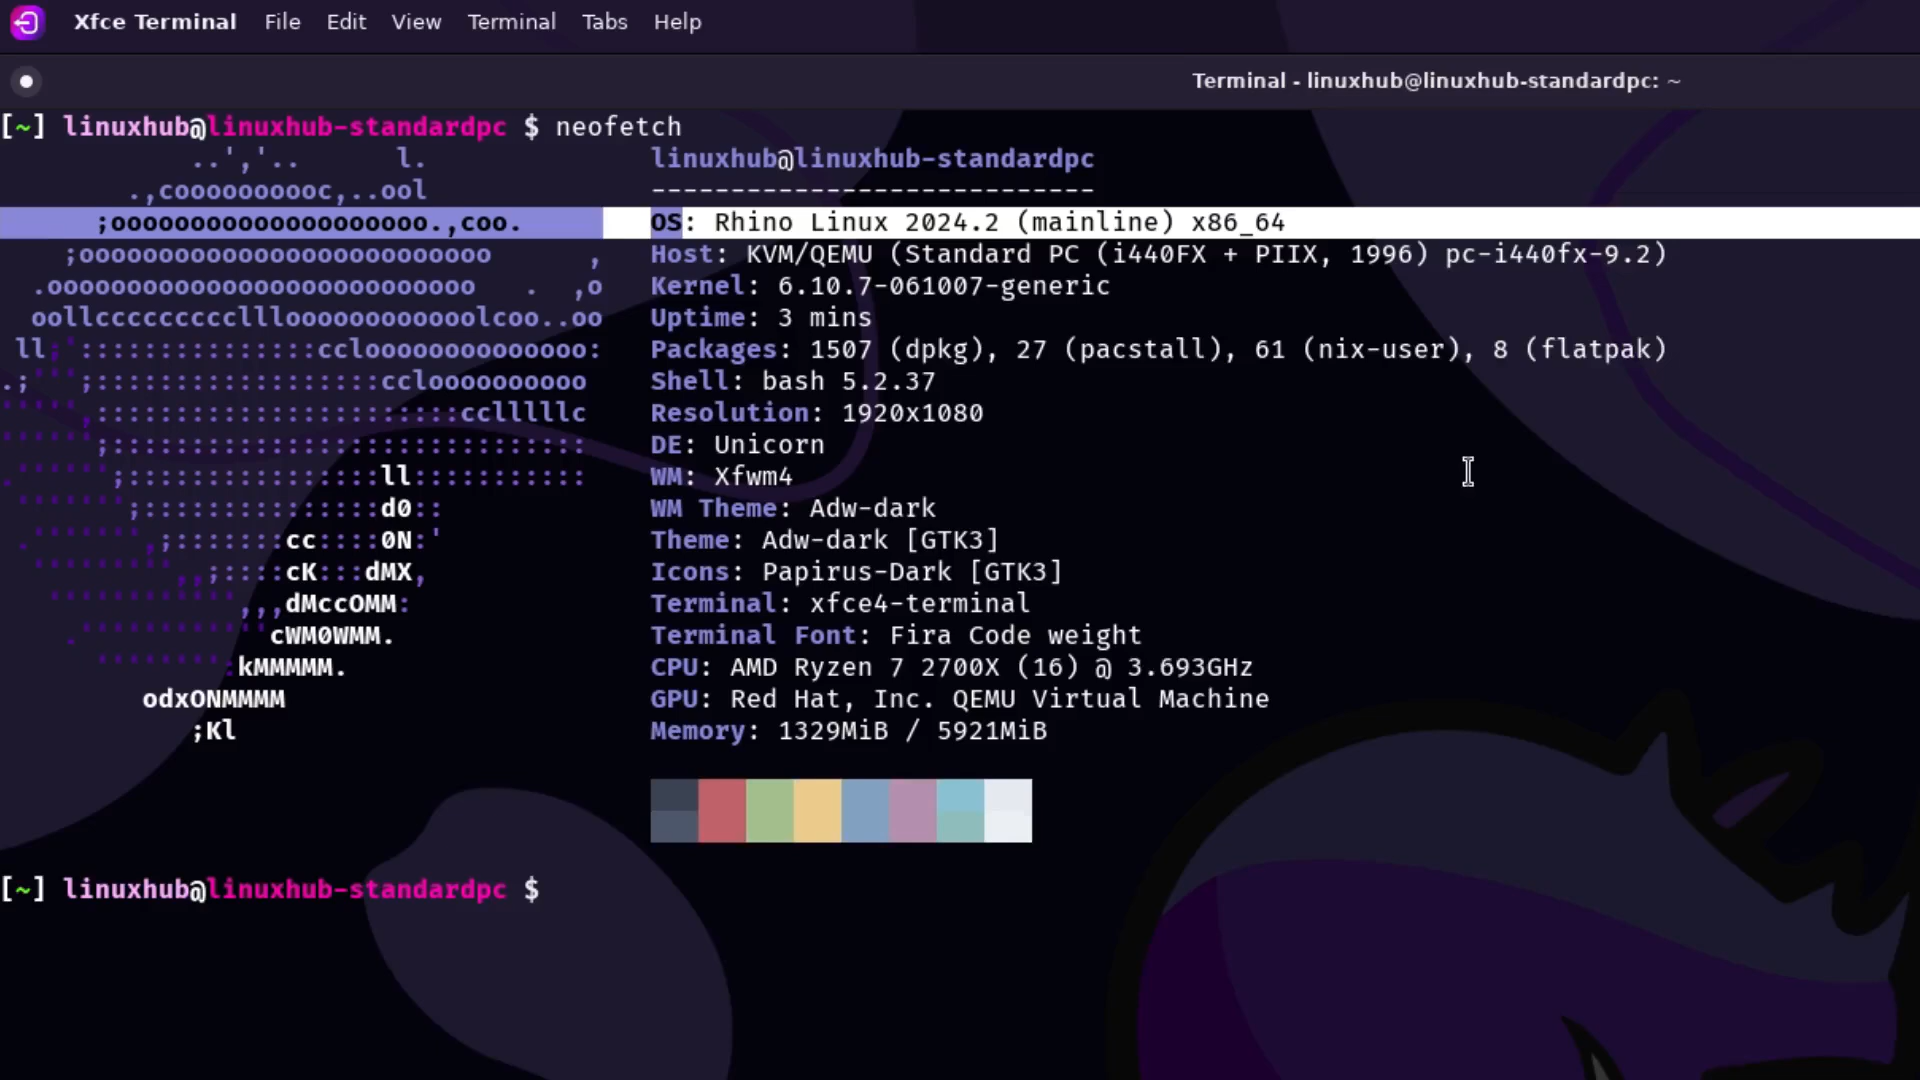 Xfce Terminal File Edit View Terminal Tabs Help
Terminal - linuxhub@linuxhub-standardpc: ~
[~] linuxhub@linuxhub-standardpc $ neofetch
linuxhub@linuxhub-standardpc
----------------------------
OS: Rhino Linux 2024.2 (mainline) x86_64
Host: KVM/QEMU (Standard PC (i440FX + PIIX, 1996) pc-i440fx-9.2)
Kernel: 6.10.7-061007-generic
Uptime: 3 mins
Packages: 1507 (dpkg), 27 (pacstall), 61 (nix-user), 8 (flatpak)
Shell: bash 5.2.37
Resolution: 1920x1080
DE: Unicorn
WM: Xfwm4
WM Theme: Adw-dark
Theme: Adw-dark [GTK3]
Icons: Papirus-Dark [GTK3]
Terminal: xfce4-terminal
Terminal Font: Fira Code weight
CPU: AMD Ryzen 7 2700X (16) @ 3.693GHz
GPU: Red Hat, Inc. QEMU Virtual Machine
Memory: 1329MiB / 5921MiB
[~] linuxhub@linuxhub-standardpc $